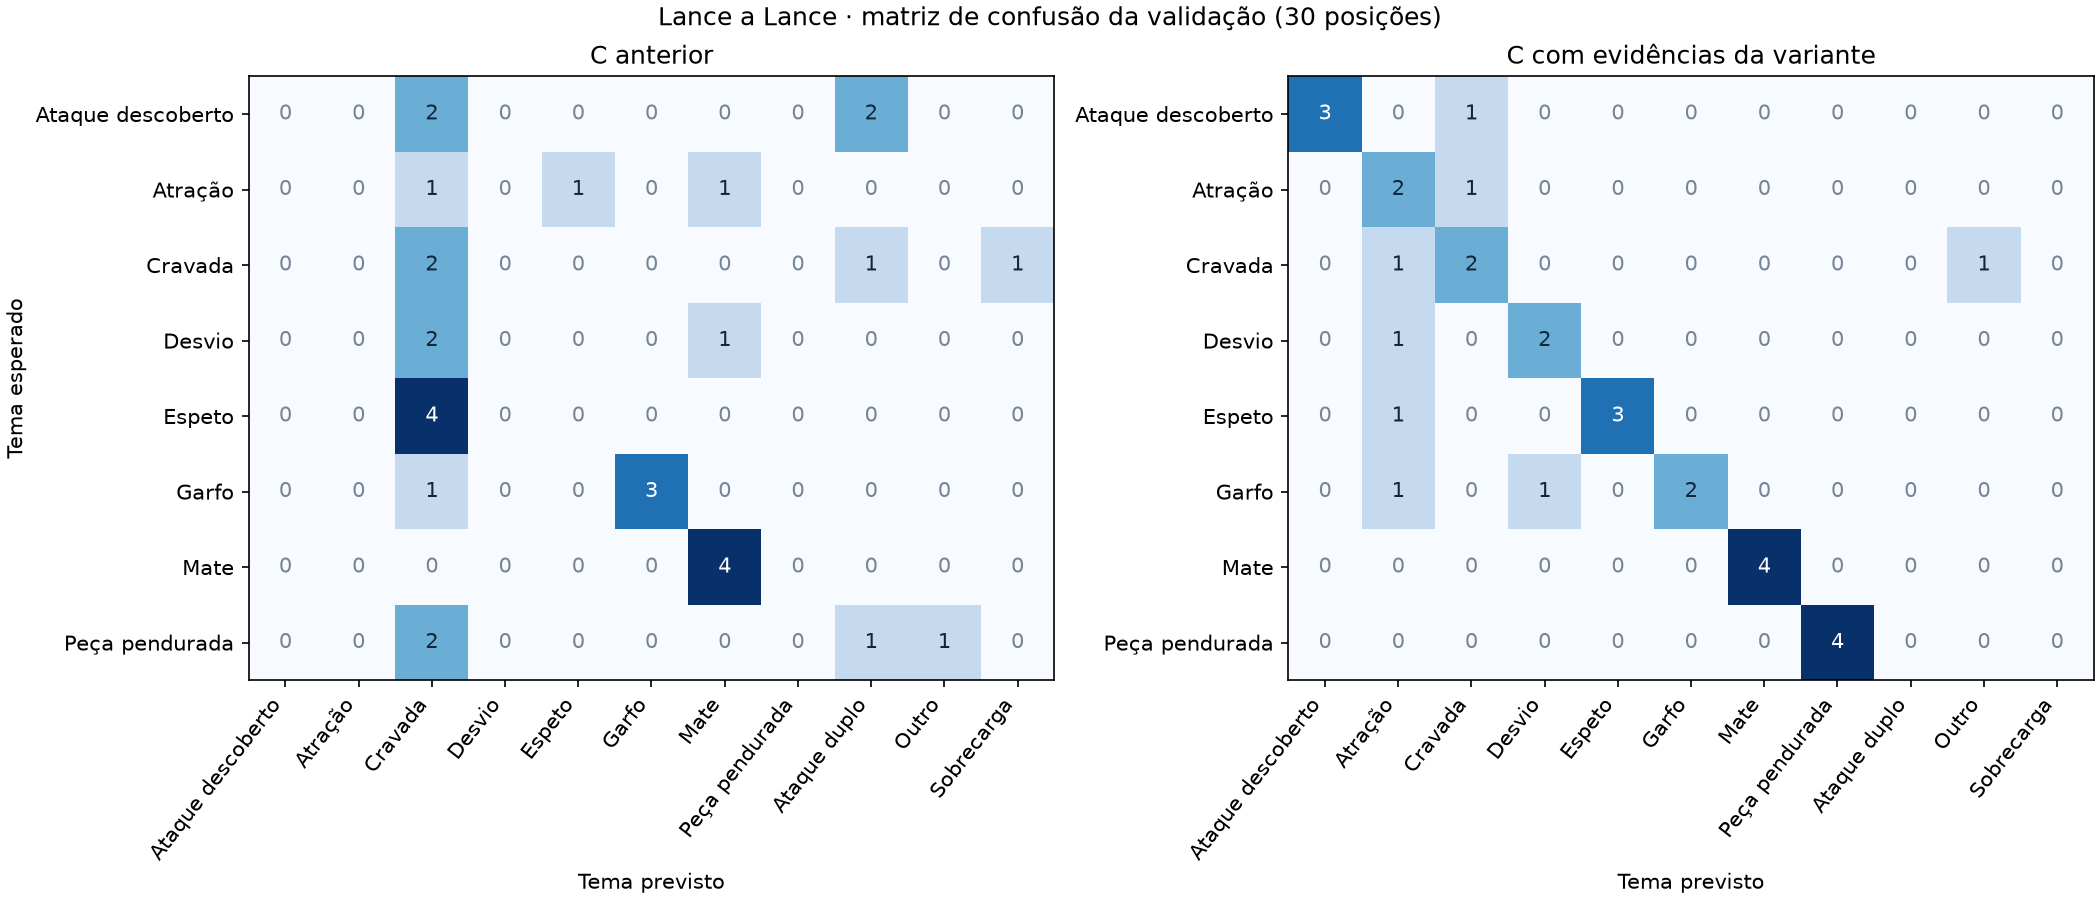 Lance a Lance · matriz de confusão da validação (30 posições)
C anterior
Tema esperado
Ataque descoberto 0 0 2 0 0 0 0 0 2 0 0
Atração 0 0 1 0 1 0 1 0 0 0 0
Cravada 0 0 2 0 0 0 0 0 1 0 1
Desvio 0 0 2 0 0 0 1 0 0 0 0
Espeto 0 0 4 0 0 0 0 0 0 0 0
Garfo 0 0 1 0 0 3 0 0 0 0 0
Mate 0 0 0 0 0 0 4 0 0 0 0
Peça pendurada 0 0 2 0 0 0 0 0 1 1 0
Ataque descoberto
Atração
Cravada
Desvio
Espeto
Garfo
Mate
Peça pendurada
Ataque duplo
Outro
Sobrecarga
Tema previsto
C com evidências da variante
Ataque descoberto 3 0 1 0 0 0 0 0 0 0 0
Atração 0 2 1 0 0 0 0 0 0 0 0
Cravada 0 1 2 0 0 0 0 0 0 1 0
Desvio 0 1 0 2 0 0 0 0 0 0 0
Espeto 0 1 0 0 3 0 0 0 0 0 0
Garfo 0 1 0 1 0 2 0 0 0 0 0
Mate 0 0 0 0 0 0 4 0 0 0 0
Peça pendurada 0 0 0 0 0 0 0 4 0 0 0
Ataque descoberto
Atração
Cravada
Desvio
Espeto
Garfo
Mate
Peça pendurada
Ataque duplo
Outro
Sobrecarga
Tema previsto